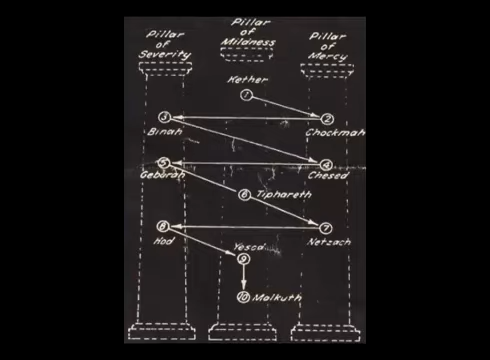 Pillar of Severity
Pillar of Mildness
Pillar of Mercy
Kether
1
3
2
Binah
Chockmah
5
4
Geburah
Chesed
6 Tiphareth
8
7
Hod
Netzach
Yesod
9
10 Malkuth